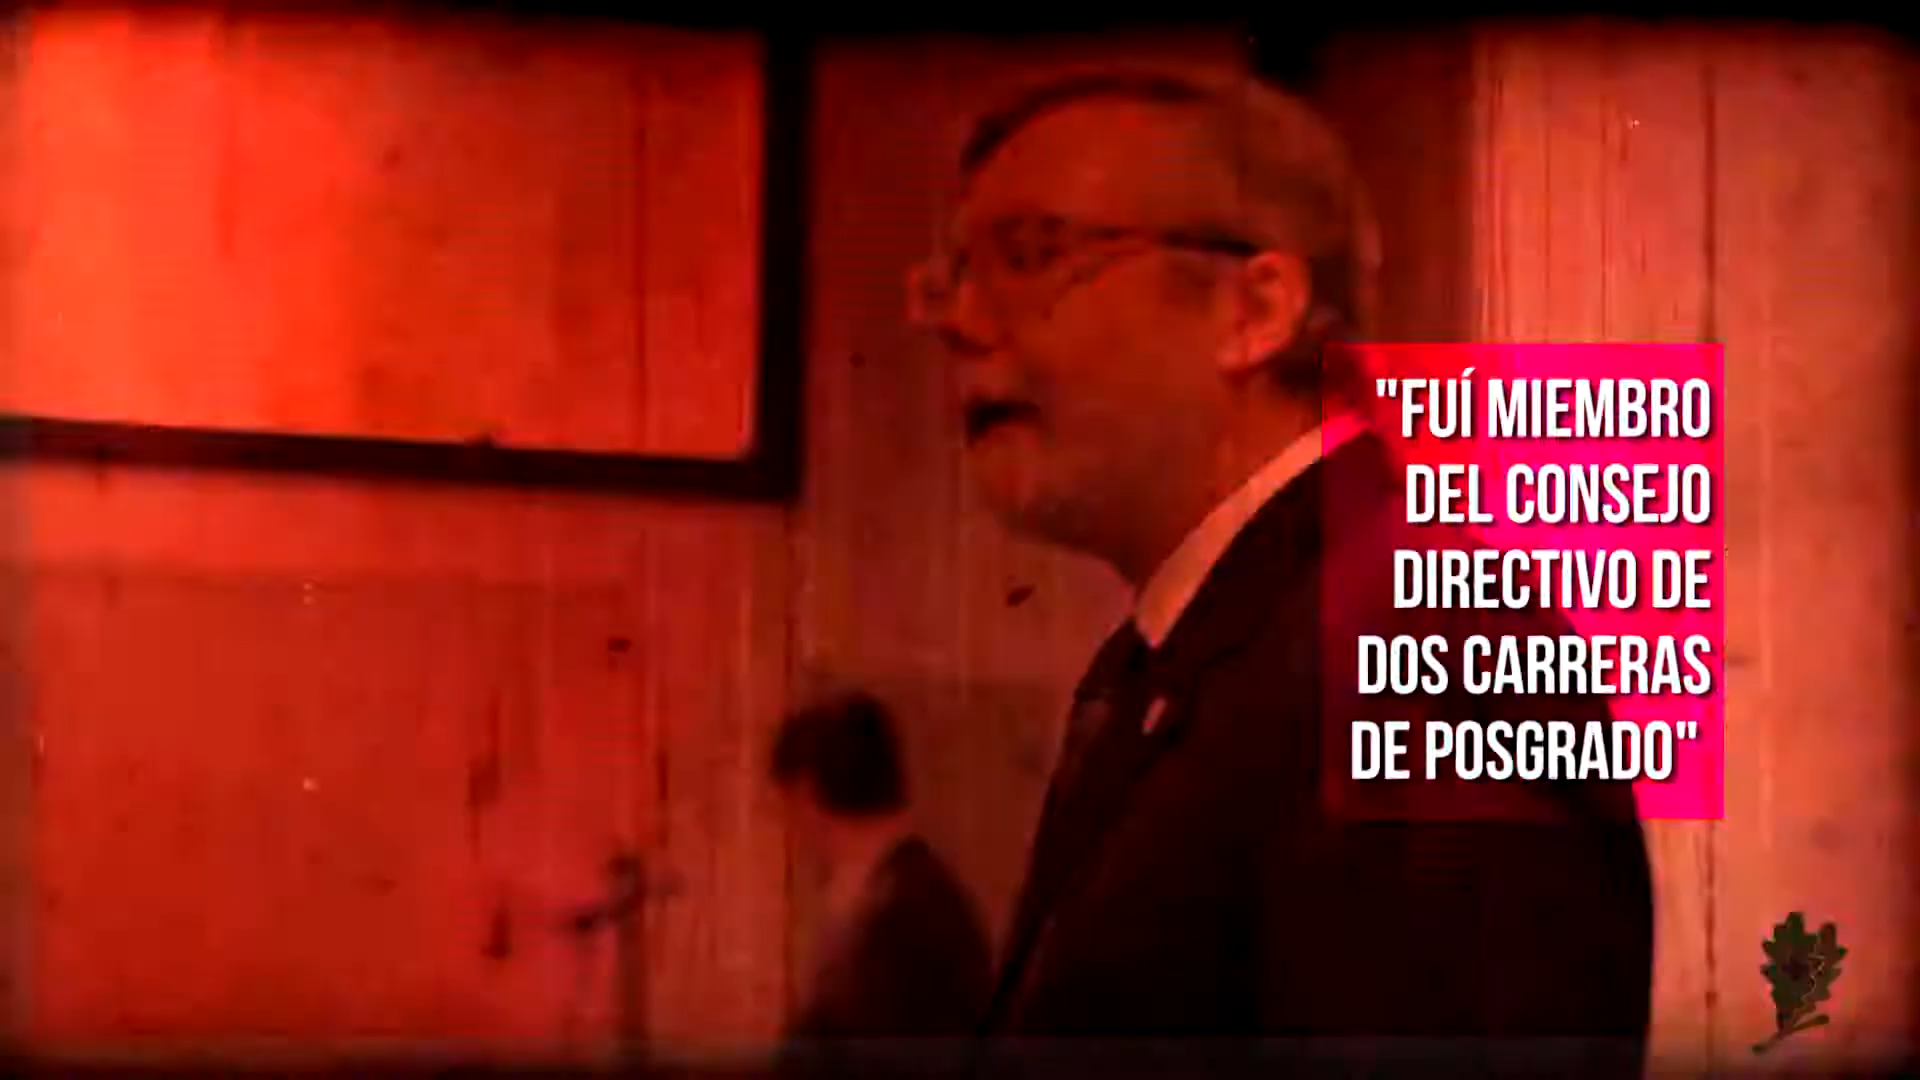 "FUÍ MIEMBRO
DEL CONSEJO
DIRECTIVO DE
DOS CARRERAS
DE POSGRADO"